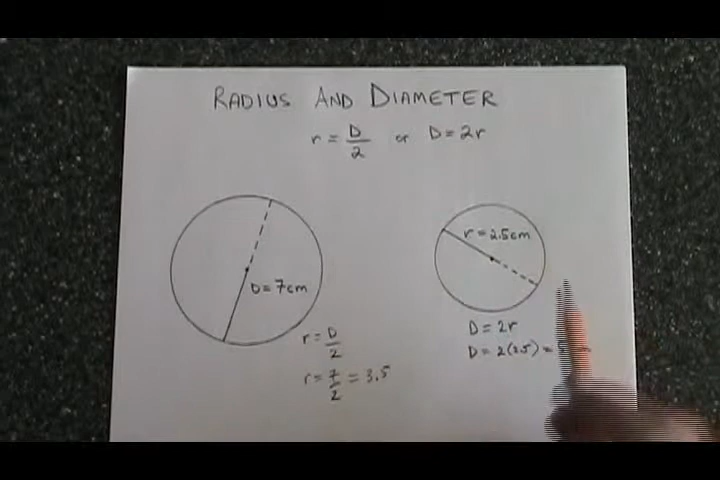 RADIUS AND DIAMETER
r = D/2 or D = 2r
D = 7cm
r = D/2
r = 7/2 = 3.5
r = 2.5cm
D = 2r
D = 2(2.5) =